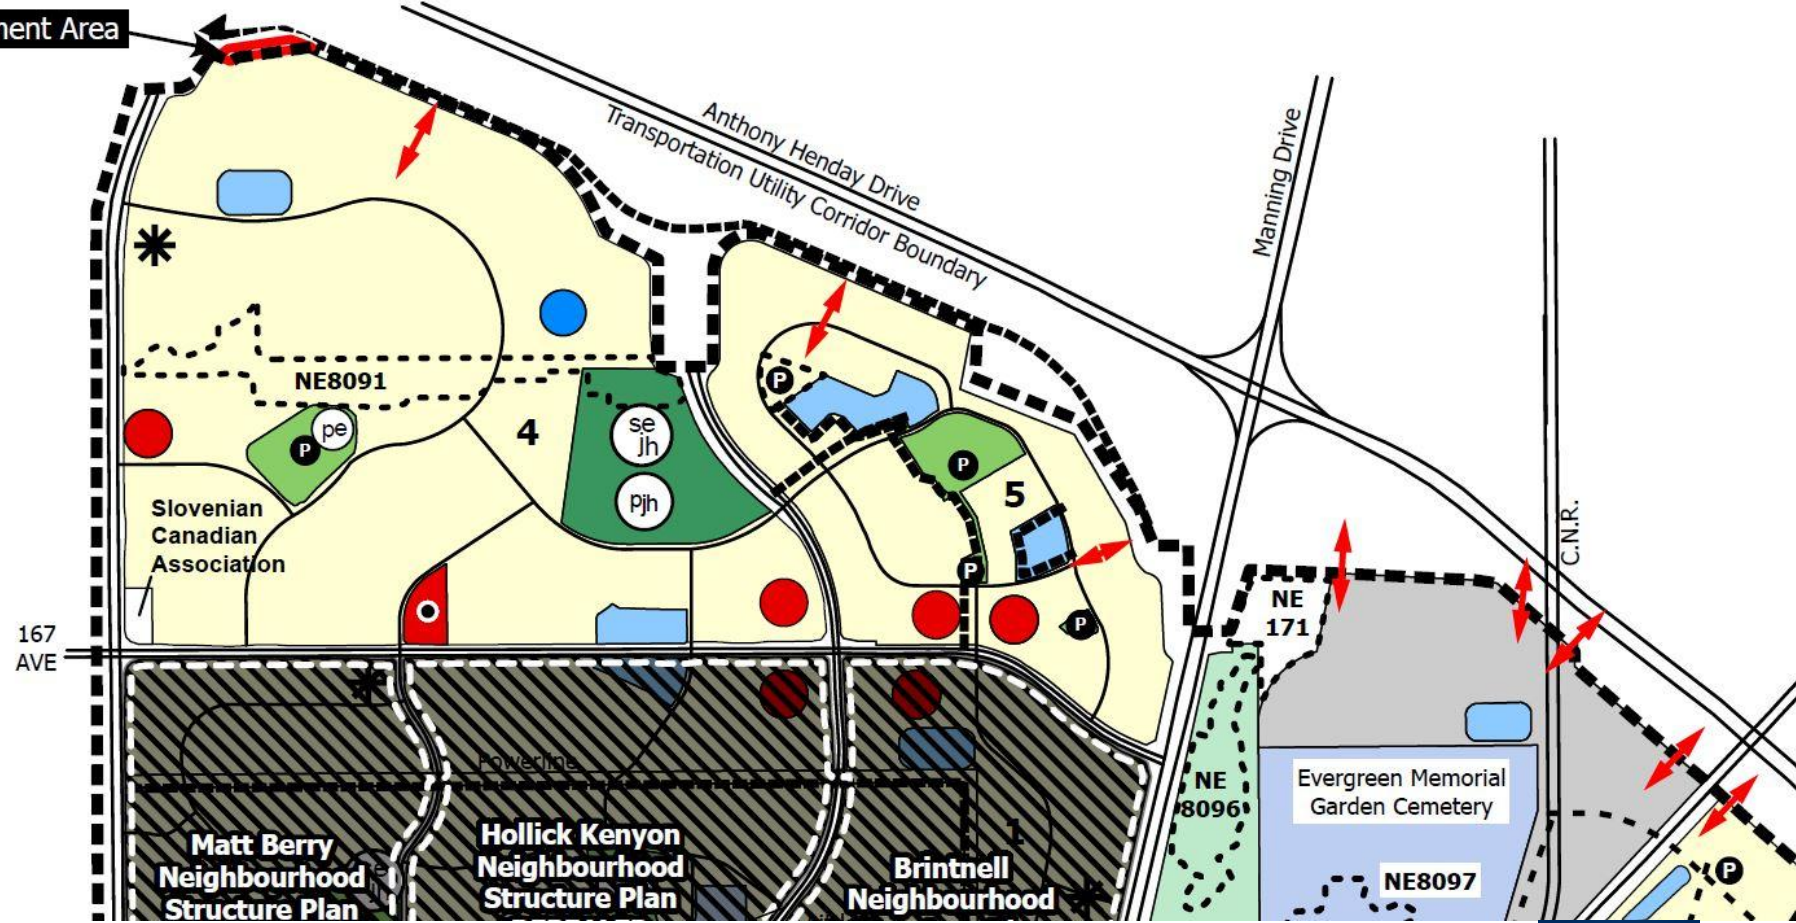 ment Area
Anthony Henday Drive
Transportation Utility Corridor Boundary
Manning Drive
C.N.R.
NE8091
P
pe
4
se
jh
pjh
P
P
5
P
P
Slovenian
Canadian
Association
167
AVE
NE
171
Powerline
Matt Berry
Neighbourhood
Structure Plan
Hollick Kenyon
Neighbourhood
Structure Plan
1
Brintnell
Neighbourhood
NE
8096
Evergreen Memorial
Garden Cemetery
NE8097
P